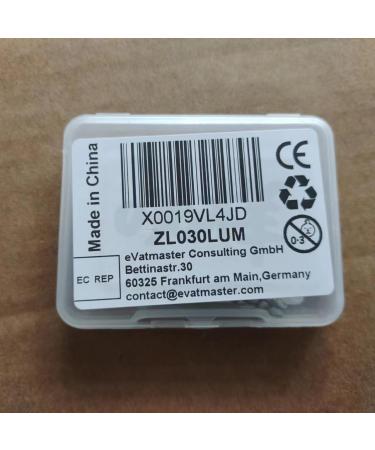 Made in China
X0019VL4JD
ZL030LUM
eVatmaster Consulting GmbH
Bettinastr.30
60325 Frankfurt am Main,Germany
contact@evatmaster.com
EC REP
CE
0-3